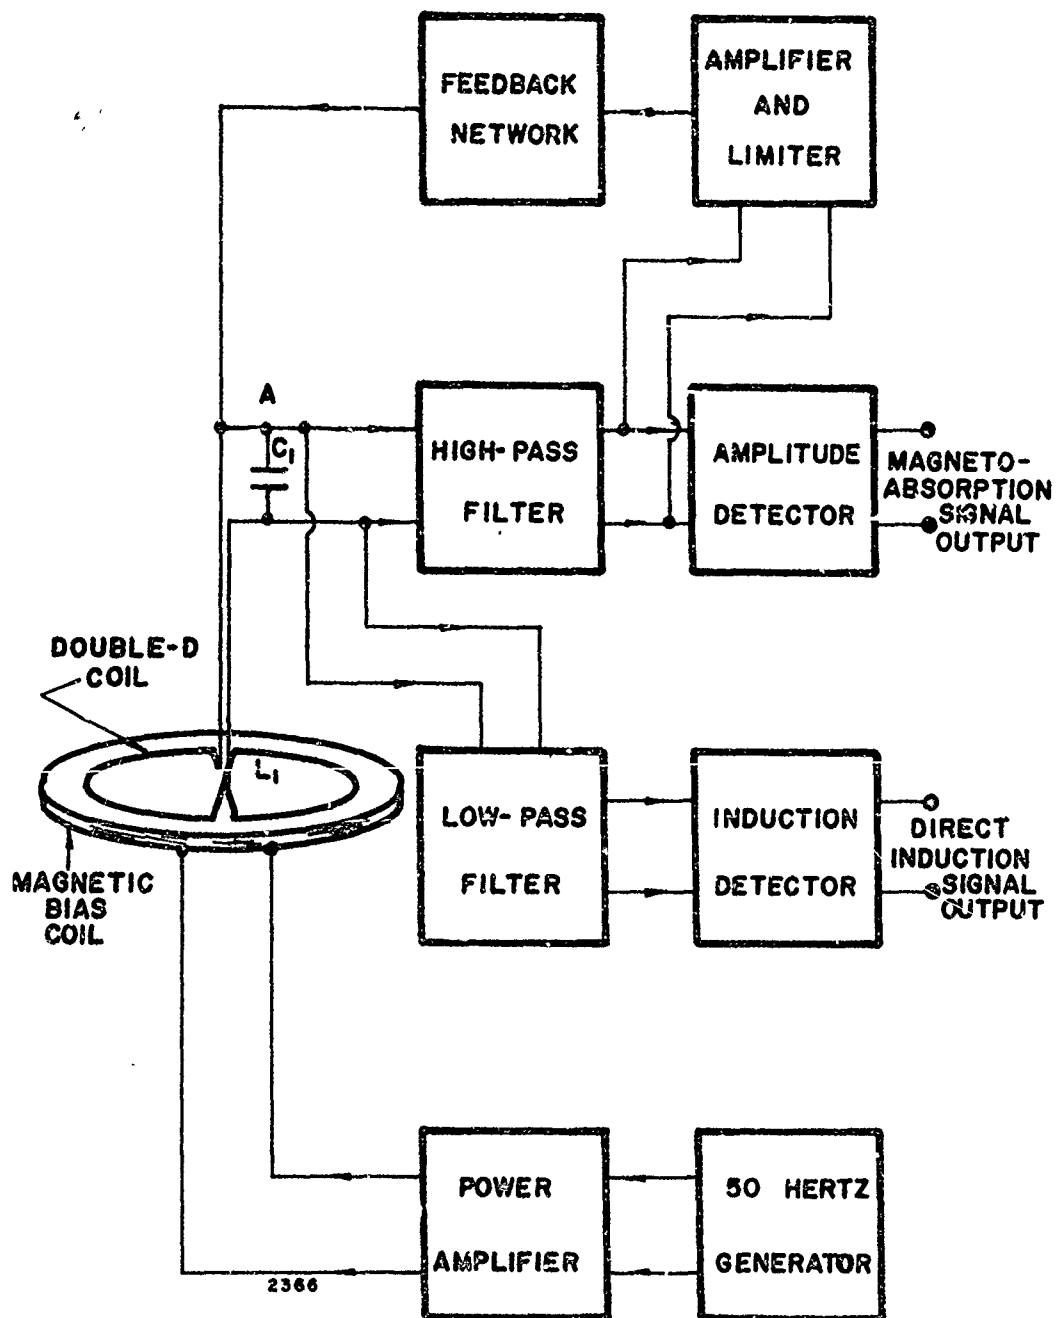 FEEDBACK
NETWORK
AMPLIFIER
AND
LIMITER
A
C1
HIGH-PASS
FILTER
AMPLITUDE
DETECTOR
MAGNETO-
ABSORPTION
SIGNAL
OUTPUT
DOUBLE-D
COIL
L1
MAGNETIC
BIAS
COIL
LOW-PASS
FILTER
INDUCTION
DETECTOR
DIRECT
INDUCTION
SIGNAL
OUTPUT
POWER
AMPLIFIER
50 HERTZ
GENERATOR
2366